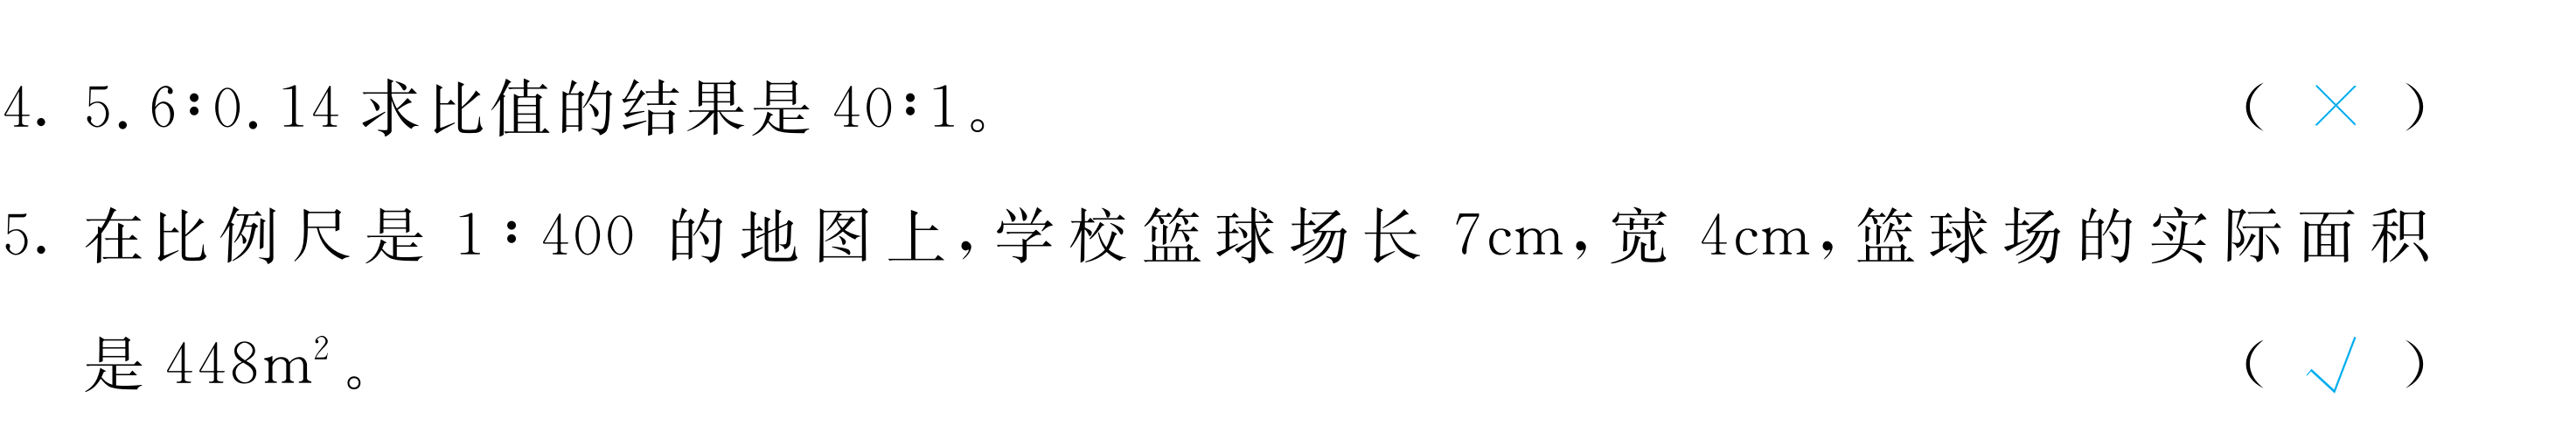 4. 5.6∶0.14 求比值的结果是 40∶1。 ( × )
5. 在比例尺是 1∶400 的地图上,学校篮球场长 7cm,宽 4cm,篮球场的实际面积
是 448m²。 ( √ )